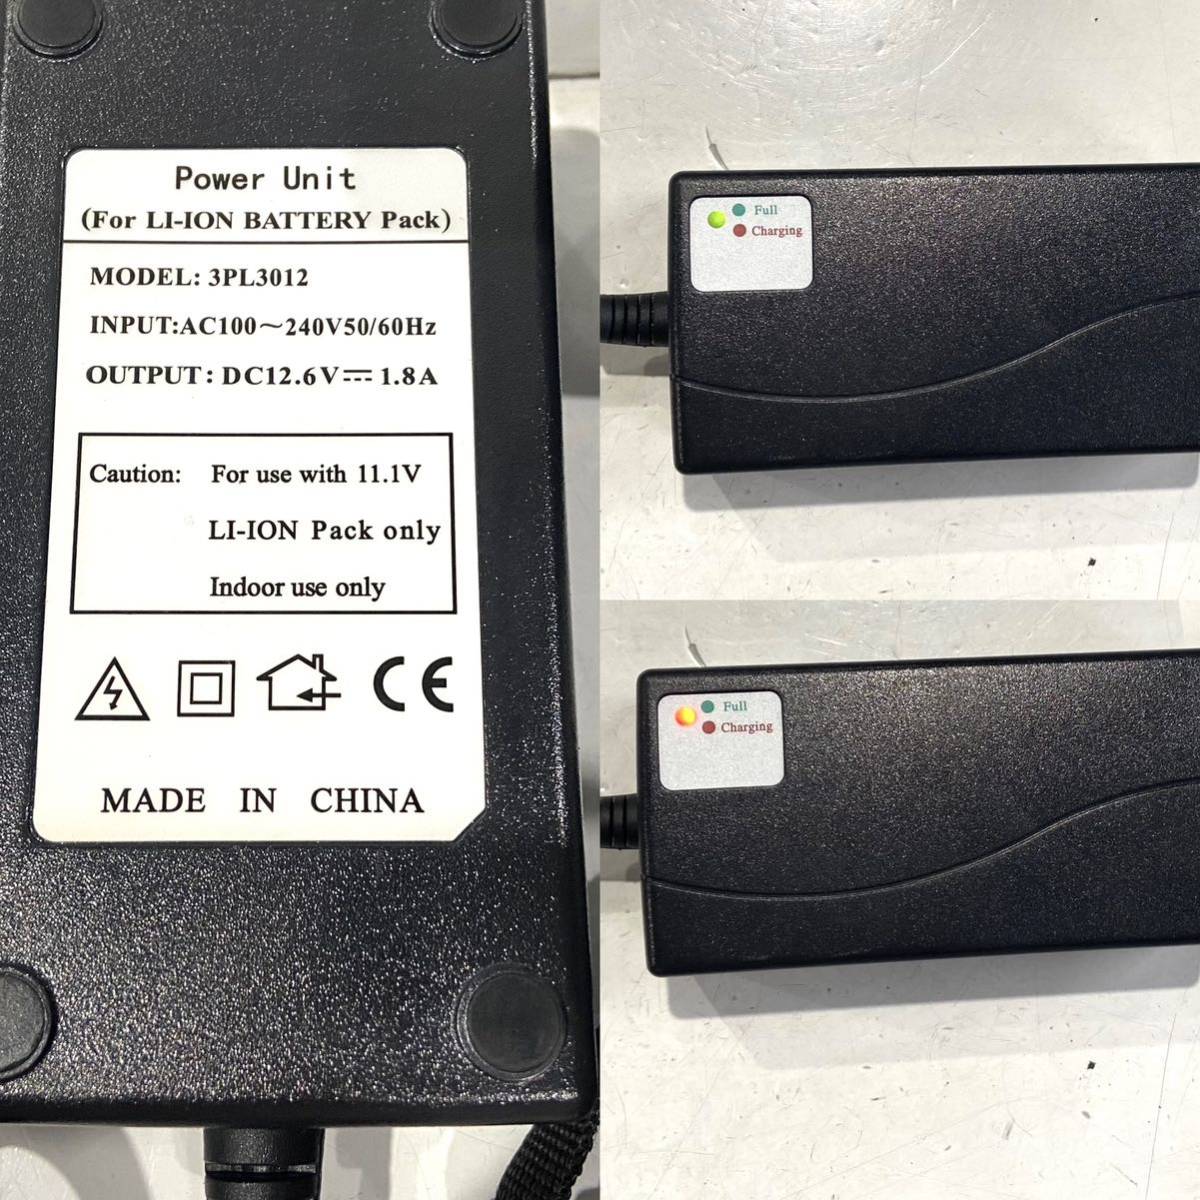 Power Unit
(For LI-ION BATTERY Pack)
MODEL: 3PL3012
INPUT:AC100～240V50/60Hz
OUTPUT: DC12.6V⎓1.8A
Caution: For use with 11.1V
LI-ION Pack only
Indoor use only
CE
MADE IN CHINA
Full
Charging
Full
Charging